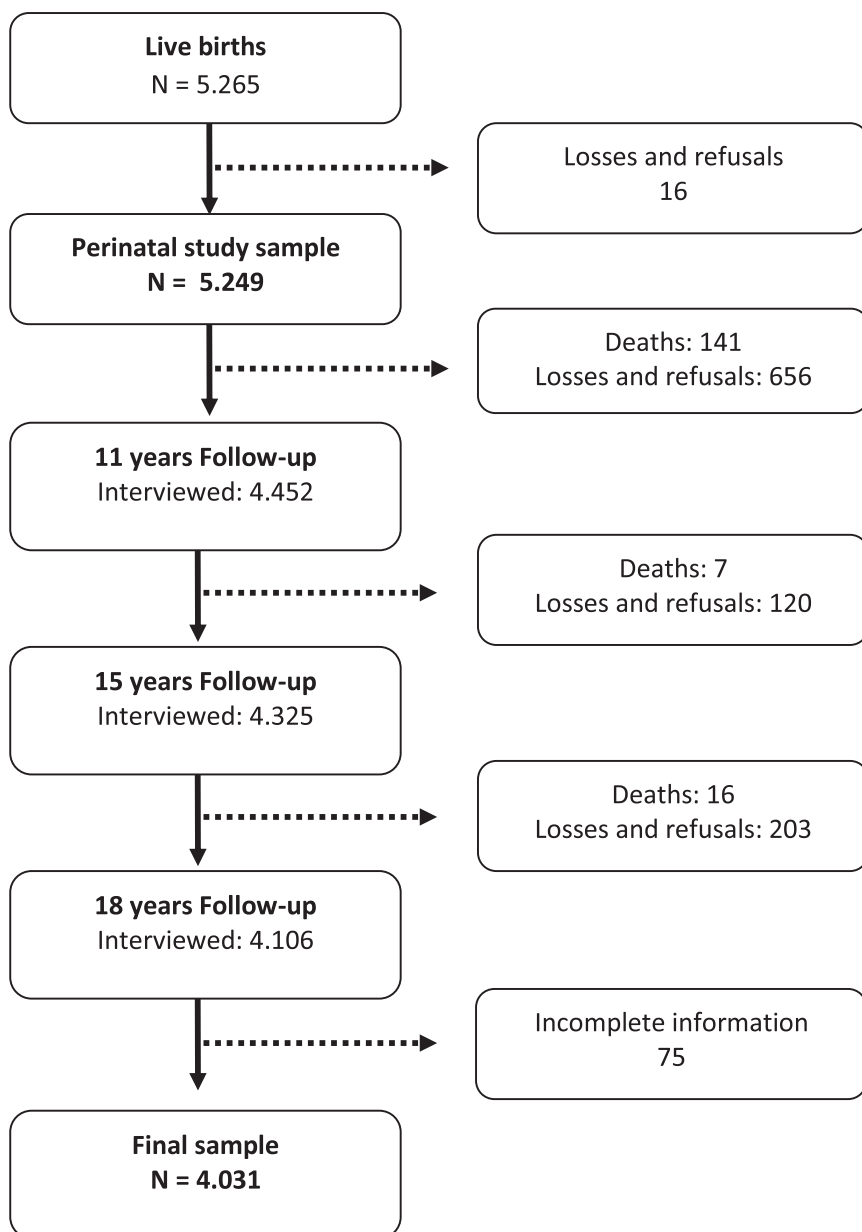 Live births
N = 5.265
Losses and refusals
16
Perinatal study sample
N = 5.249
Deaths: 141
Losses and refusals: 656
11 years Follow-up
Interviewed: 4.452
Deaths: 7
Losses and refusals: 120
15 years Follow-up
Interviewed: 4.325
Deaths: 16
Losses and refusals: 203
18 years Follow-up
Interviewed: 4.106
Incomplete information
75
Final sample
N = 4.031